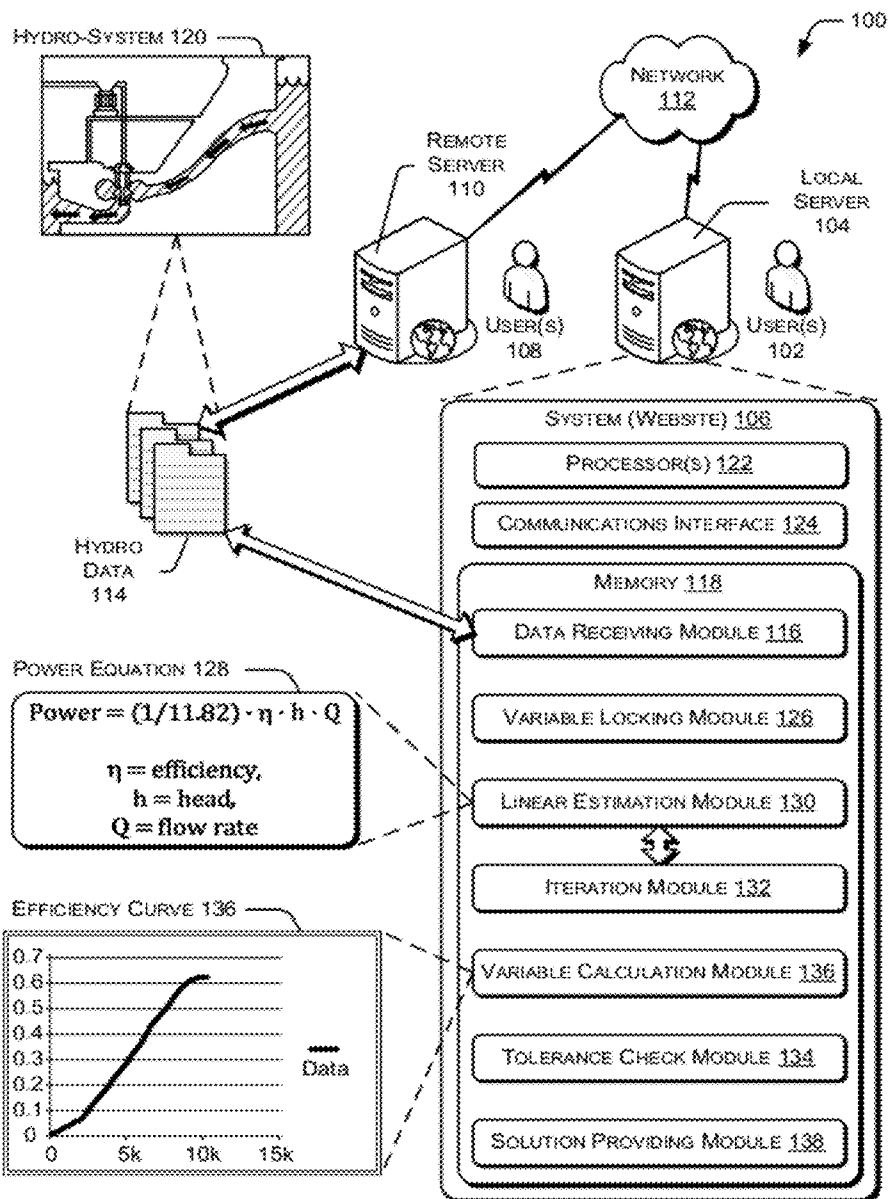 100
HYDRO-SYSTEM 120
NETWORK
112
REMOTE
SERVER
110
LOCAL
SERVER
104
USER(S)
108
USER(S)
102
HYDRO
DATA
114
SYSTEM (WEBSITE) 106
PROCESSOR(S) 122
COMMUNICATIONS INTERFACE 124
MEMORY 118
DATA RECEIVING MODULE 116
VARIABLE LOCKING MODULE 126
LINEAR ESTIMATION MODULE 130
ITERATION MODULE 132
VARIABLE CALCULATION MODULE 136
TOLERANCE CHECK MODULE 134
SOLUTION PROVIDING MODULE 138
POWER EQUATION 128
Power = (1/11.82) · η · h · Q
η = efficiency,
h = head,
Q = flow rate
EFFICIENCY CURVE 136
0.7
0.6
0.5
0.4
0.3
0.2
0.1
0
0 5k 10k 15k
Data